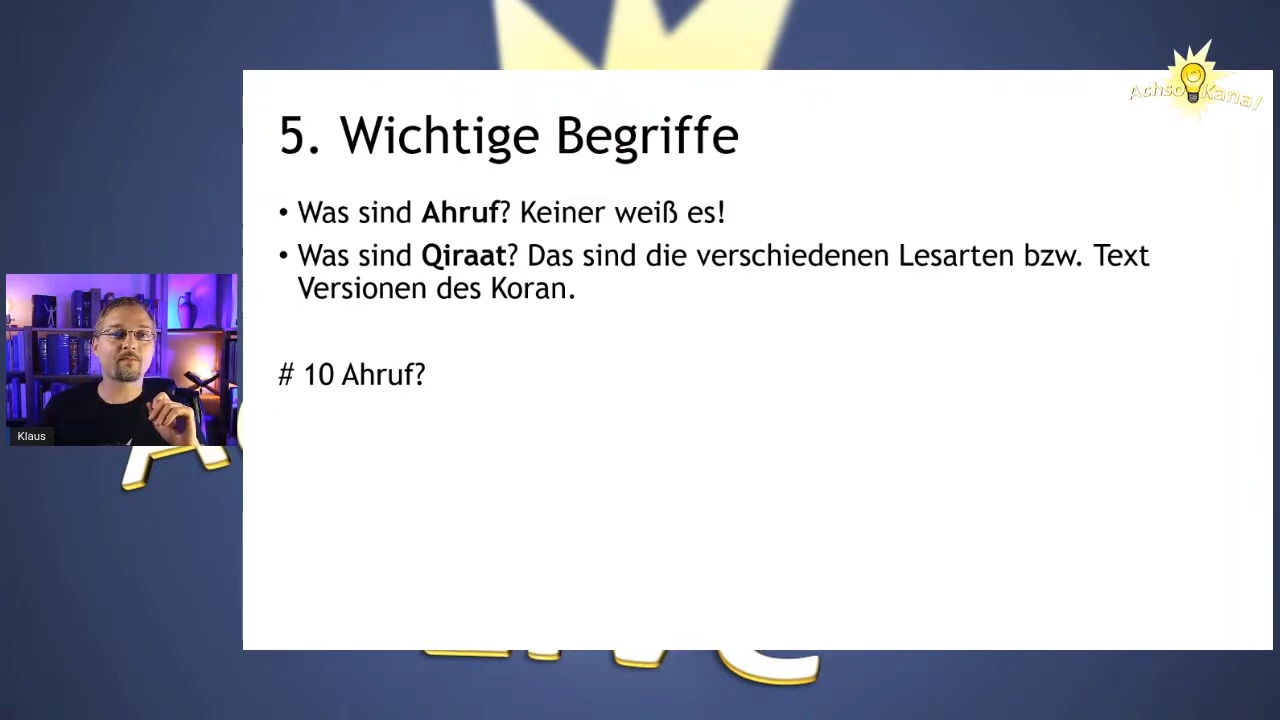 Achso Kanal
5. Wichtige Begriffe
• Was sind Ahruf? Keiner weiß es!
• Was sind Qiraat? Das sind die verschiedenen Lesarten bzw. Text
Versionen des Koran.
# 10 Ahruf?
Klaus